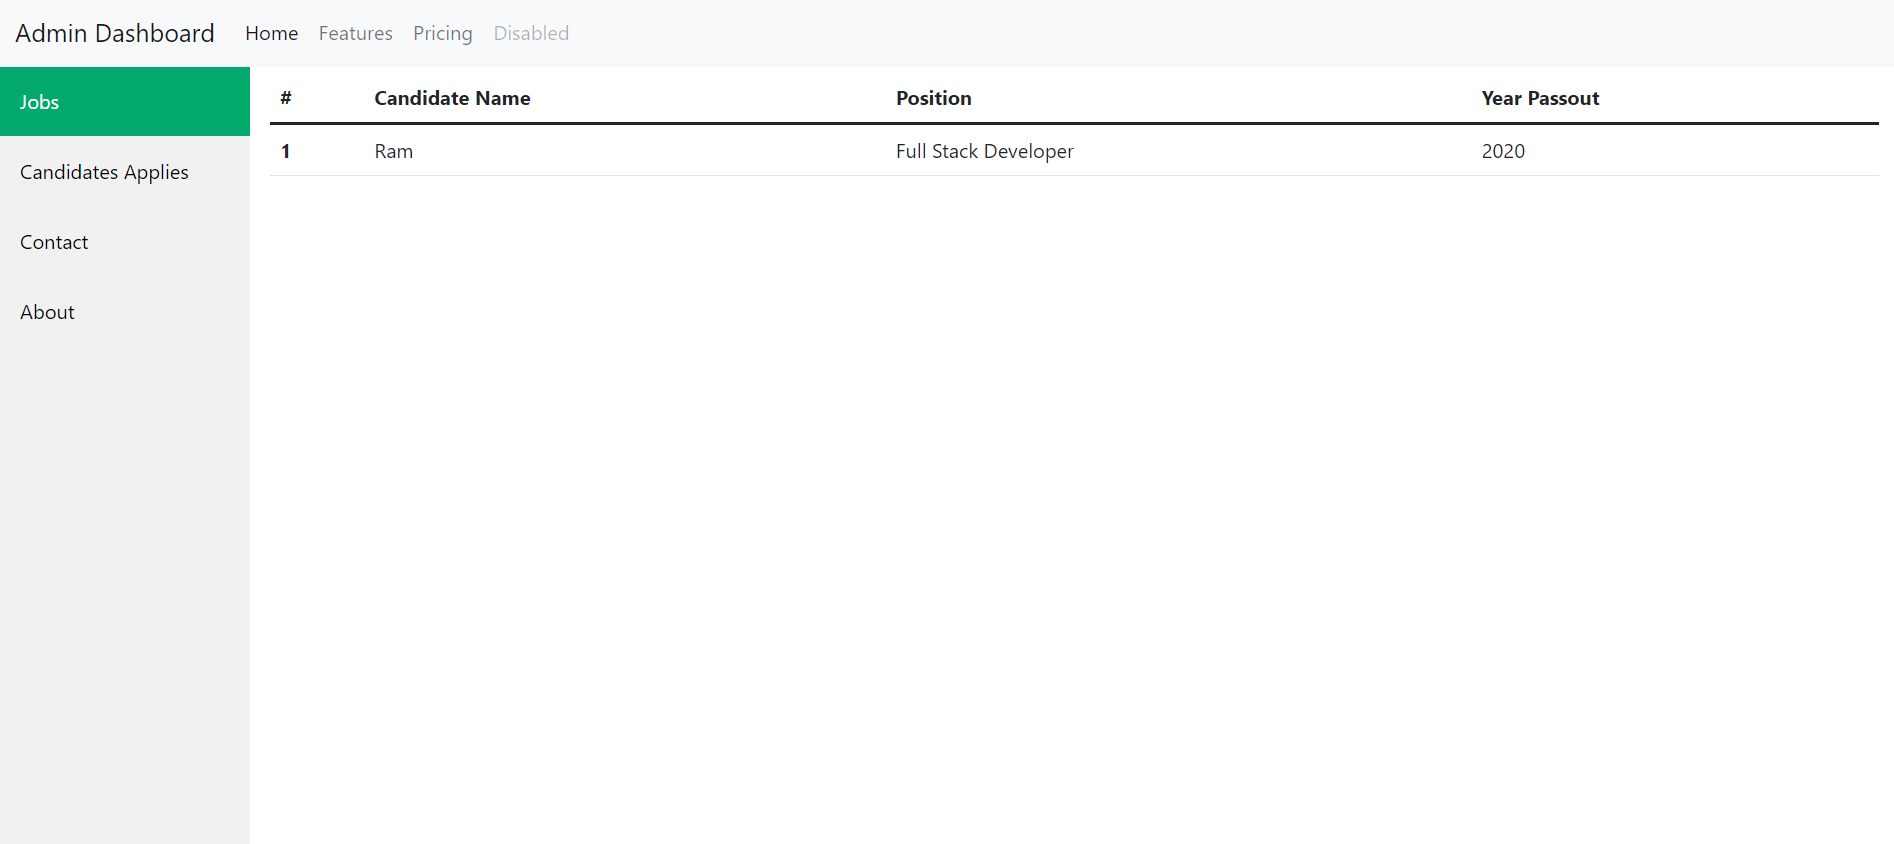 Admin Dashboard Home Features Pricing Disabled
Jobs
Candidates Applies
Contact
About
# Candidate Name Position Year Passout
1 Ram Full Stack Developer 2020